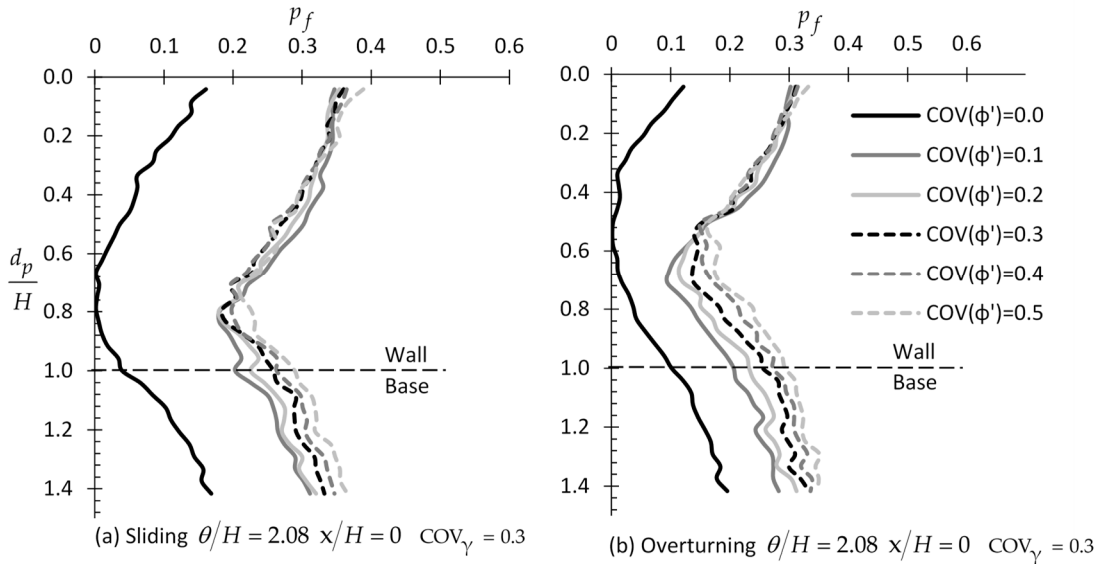 p_f
0 0.1 0.2 0.3 0.4 0.5 0.6
0.0
0.2
0.4
0.6
0.8
1.0
1.2
1.4
d_p/H
Wall
Base
(a) Sliding θ/H = 2.08 x/H = 0 COV_γ = 0.3
p_f
0 0.1 0.2 0.3 0.4 0.5 0.6
0.0
0.2
0.4
0.6
0.8
1.0
1.2
1.4
COV(ϕ')=0.0
COV(ϕ')=0.1
COV(ϕ')=0.2
COV(ϕ')=0.3
COV(ϕ')=0.4
COV(ϕ')=0.5
Wall
Base
(b) Overturning θ/H = 2.08 x/H = 0 COV_γ = 0.3